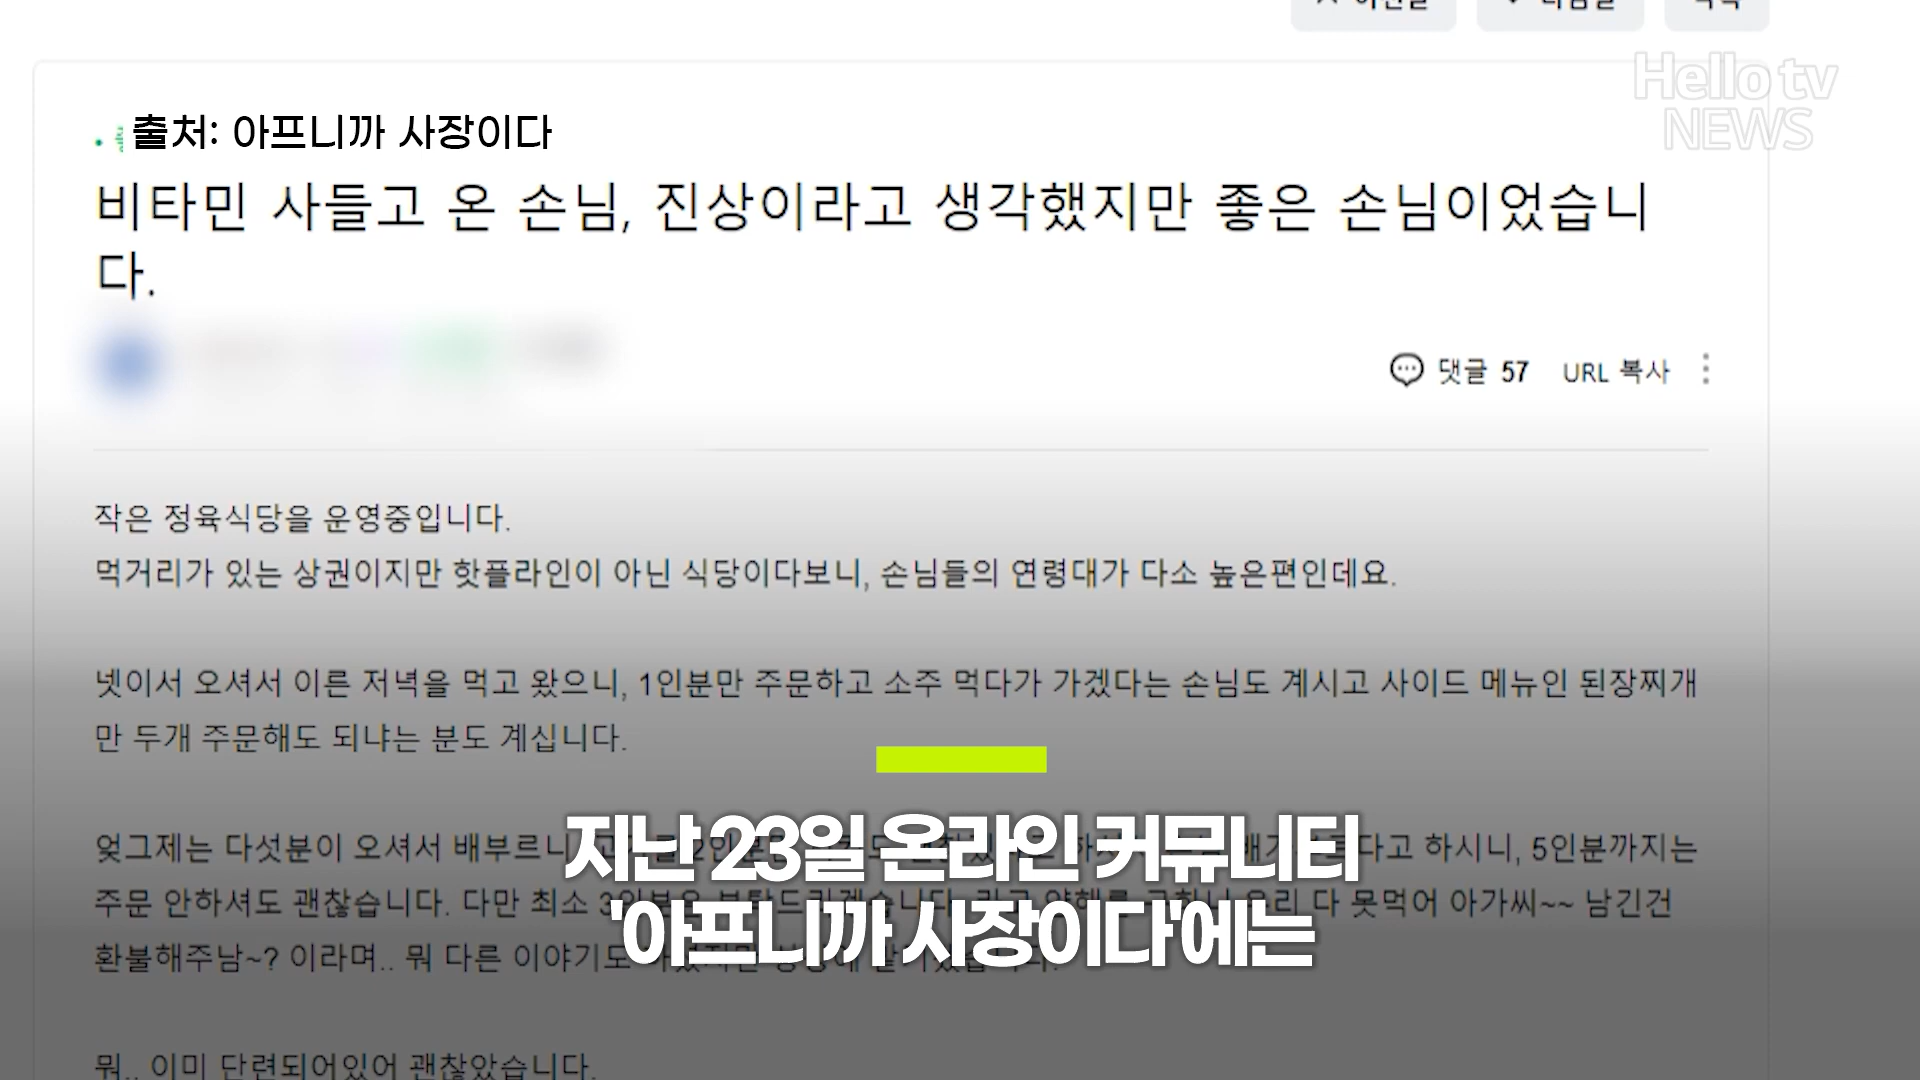 Hello tv
NEWS
출처: 아프니까 사장이다
비타민 사들고 온 손님, 진상이라고 생각했지만 좋은 손님이었습니
다.
댓글 57 URL 복사
작은 정육식당을 운영중입니다.
먹거리가 있는 상권이지만 핫플라인이 아닌 식당이다보니, 손님들의 연령대가 다소 높은편인데요.
넷이서 오셔서 이른 저녁을 먹고 왔으니, 1인분만 주문하고 소주 먹다가 가겠다는 손님도 계시고 사이드 메뉴인 된장찌개
만 두개 주문해도 되냐는 분도 계십니다.
엊그제는 다섯분이 오셔서 배부르니 다고 하시니, 5인분까지는
주문 안하셔도 괜찮습니다. 다만 최소 다 못먹어 아가씨~~ 남긴건
환불해주남~? 이라며.. 뭐 다른 이야기도
지난 23일 온라인 커뮤니티
'아프니까 사장이다'에는
뭐.. 이미 단련되어있어 괜찮았습니다.